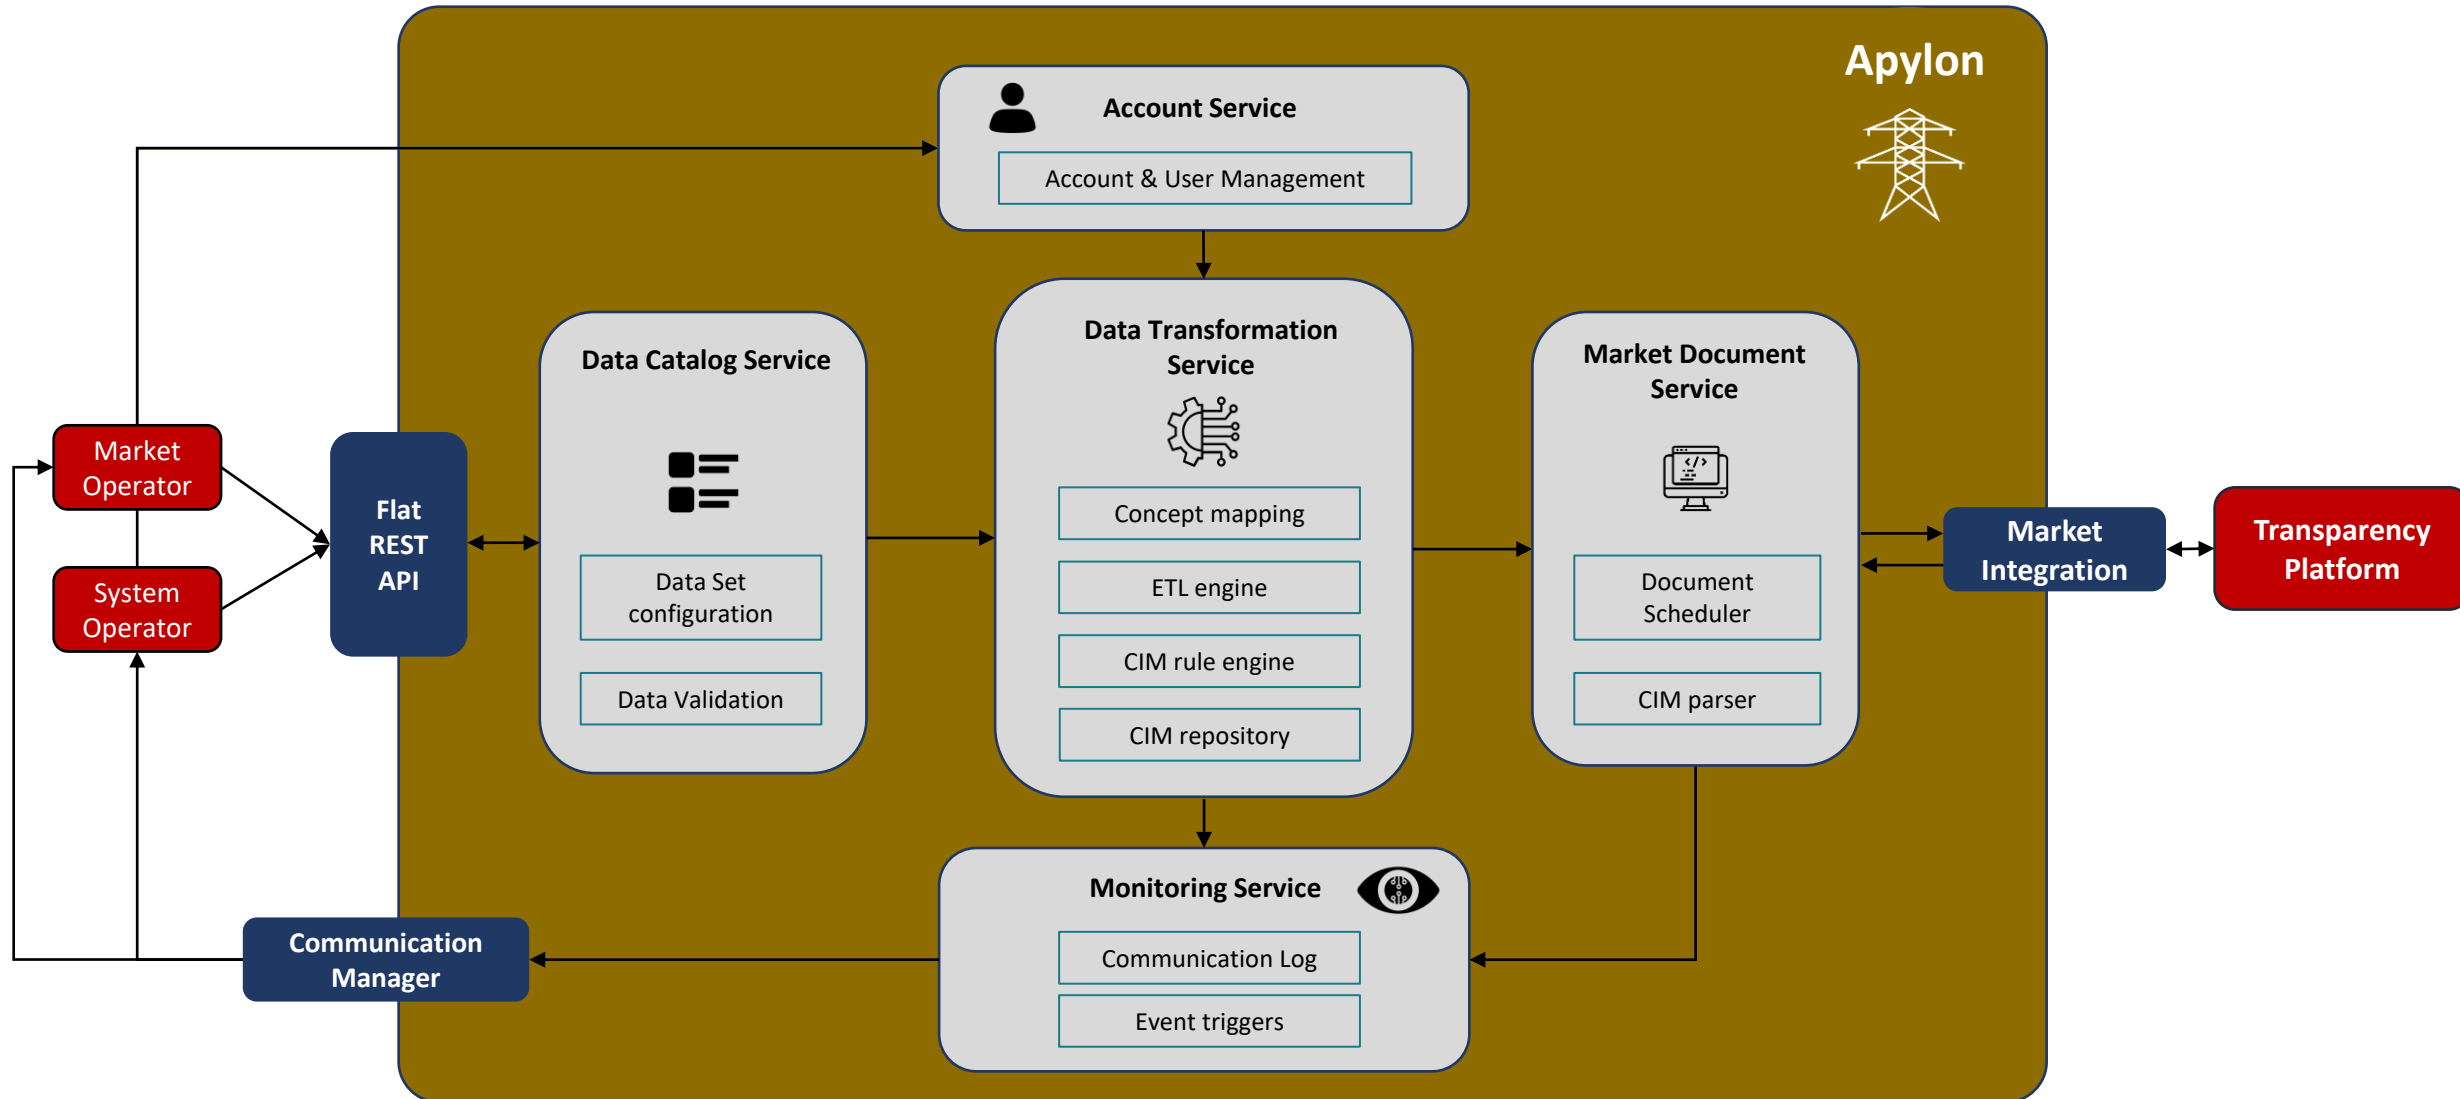 Apylon
Account Service
Account & User Management
Data Catalog Service
Data Set
configuration
Data Validation
Data Transformation
Service
Concept mapping
ETL engine
CIM rule engine
CIM repository
Market Document
Service
</>
Document
Scheduler
CIM parser
Market
Operator
System
Operator
Flat
REST
API
Market
Integration
Transparency
Platform
Monitoring Service
Communication Log
Event triggers
Communication
Manager